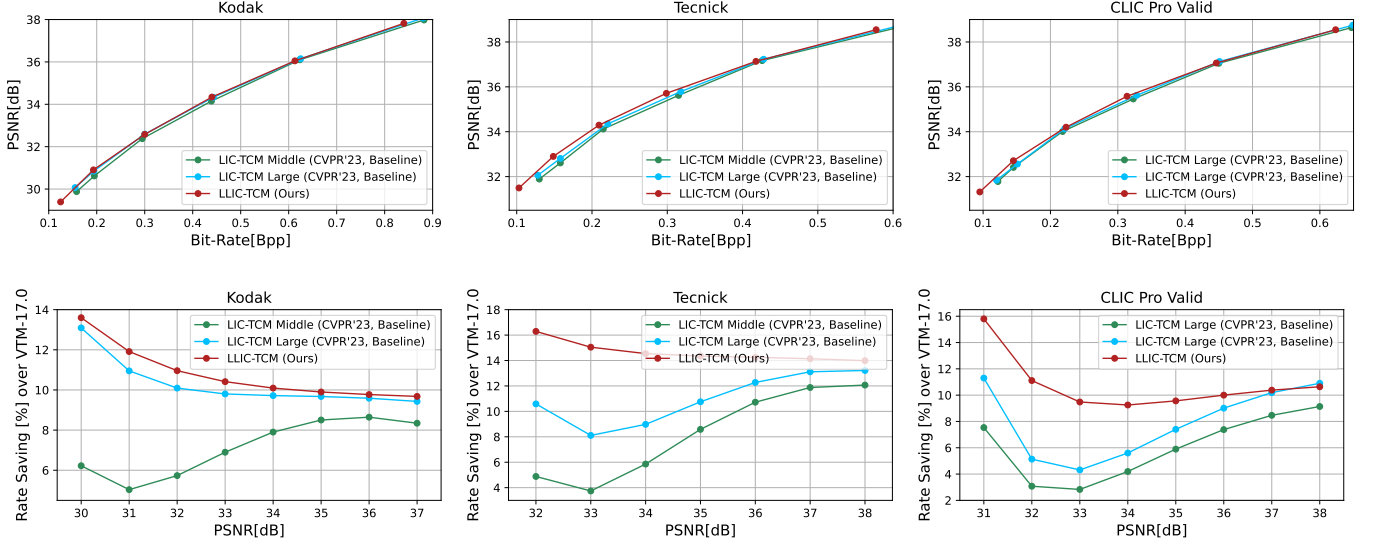 Kodak
PSNR[dB]
38
36
34
32
30
LIC-TCM Middle (CVPR'23, Baseline)
LIC-TCM Large (CVPR'23, Baseline)
LLIC-TCM (Ours)
0.1 0.2 0.3 0.4 0.5 0.6 0.7 0.8 0.9
Bit-Rate[Bpp]
Tecnick
PSNR[dB]
38
36
34
32
LIC-TCM Middle (CVPR'23, Baseline)
LIC-TCM Large (CVPR'23, Baseline)
LLIC-TCM (Ours)
0.1 0.2 0.3 0.4 0.5 0.6
Bit-Rate[Bpp]
CLIC Pro Valid
PSNR[dB]
38
36
34
32
LIC-TCM Large (CVPR'23, Baseline)
LIC-TCM Large (CVPR'23, Baseline)
LLIC-TCM (Ours)
0.1 0.2 0.3 0.4 0.5 0.6
Bit-Rate[Bpp]
Kodak
Rate Saving [%] over VTM-17.0
14
12
10
8
6
LIC-TCM Middle (CVPR'23, Baseline)
LIC-TCM Large (CVPR'23, Baseline)
LLIC-TCM (Ours)
30 31 32 33 34 35 36 37
PSNR[dB]
Tecnick
Rate Saving [%] over VTM-17.0
18
16
14
12
10
8
6
4
LIC-TCM Middle (CVPR'23, Baseline)
LIC-TCM Large (CVPR'23, Baseline)
LLIC-TCM (Ours)
32 33 34 35 36 37 38
PSNR[dB]
CLIC Pro Valid
Rate Saving [%] over VTM-17.0
16
14
12
10
8
6
4
2
LIC-TCM Large (CVPR'23, Baseline)
LIC-TCM Large (CVPR'23, Baseline)
LLIC-TCM (Ours)
31 32 33 34 35 36 37 38
PSNR[dB]